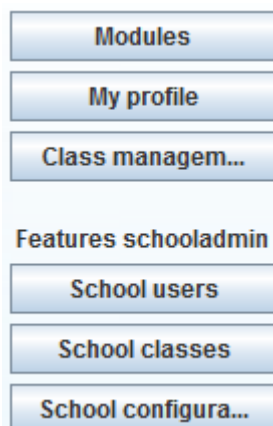 Modules
My profile
Class managem...
Features schooladmin
School users
School classes
School configura...